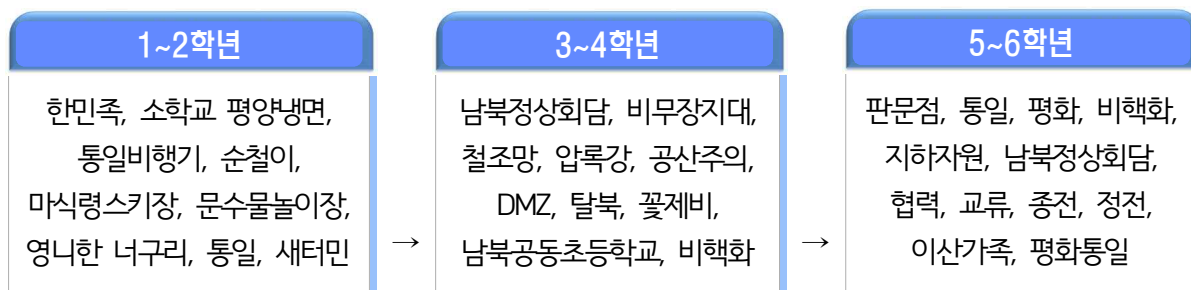 1~2학년
한민족, 소학교 평양냉면,
통일비행기, 순철이,
마식령스키장, 문수물놀이장,
영니한 너구리, 통일, 새터민
→
3~4학년
남북정상회담, 비무장지대,
철조망, 압록강, 공산주의,
DMZ, 탈북, 꽃제비,
남북공동초등학교, 비핵화
→
5~6학년
판문점, 통일, 평화, 비핵화,
지하자원, 남북정상회담,
협력, 교류, 종전, 정전,
이산가족, 평화통일